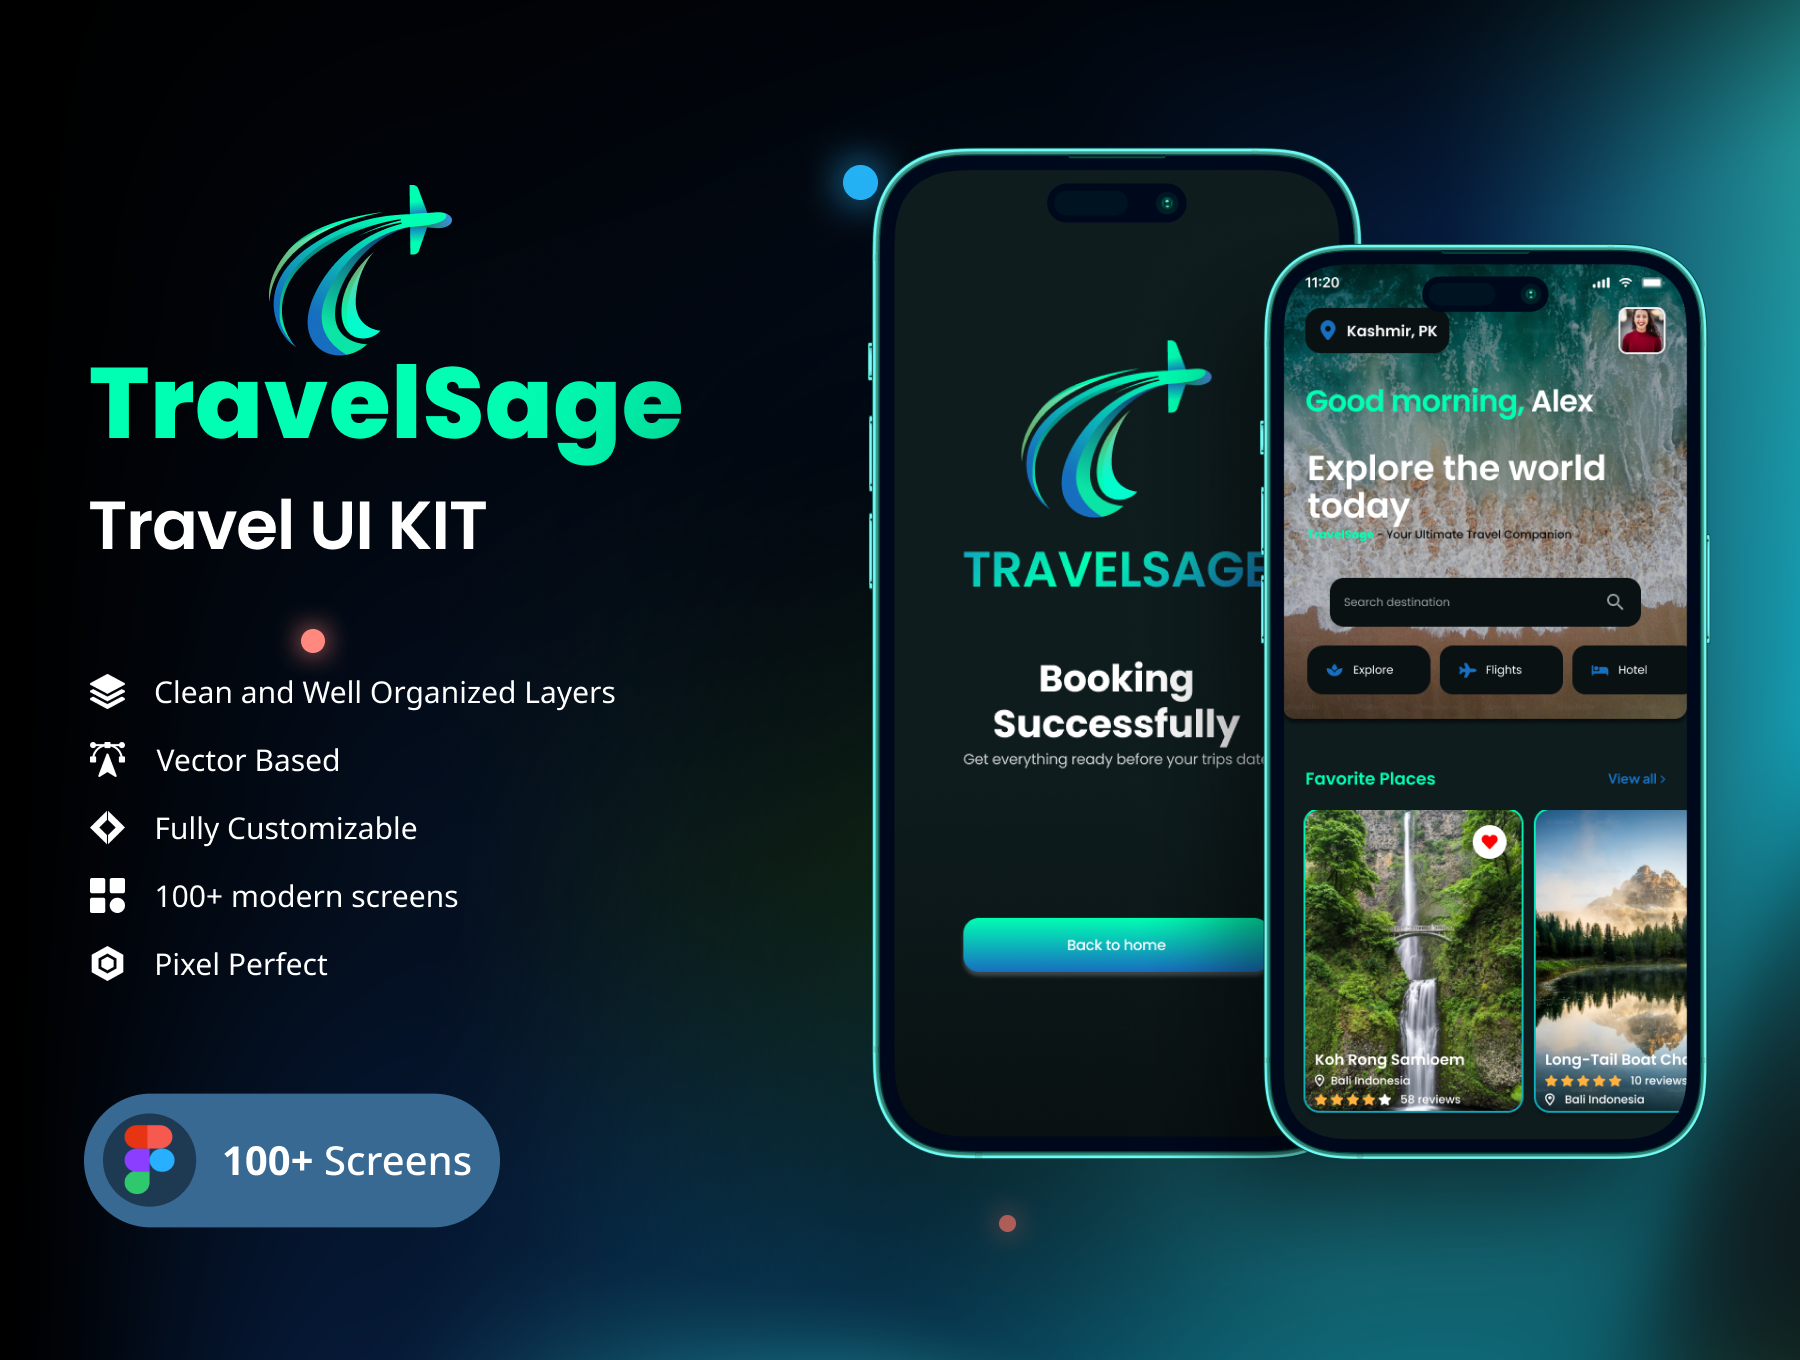 TravelSage
Travel UI KIT
Clean and Well Organized Layers
Vector Based
Fully Customizable
100+ modern screens
Pixel Perfect
100+ Screens
TRAVELSAGE
Booking
Successfully
Get everything ready before your trips date
Back to home
11:20
Kashmir, PK
Good morning, Alex
Explore the world
today
TravelSage - Your Ultimate Travel Companion
Search destination
Explore
Flights
Hotel
Favorite Places
View all >
Koh Rong Samloem
Bali Indonesia
58 reviews
Long-Tail Boat Cha
10 reviews
Bali Indonesia